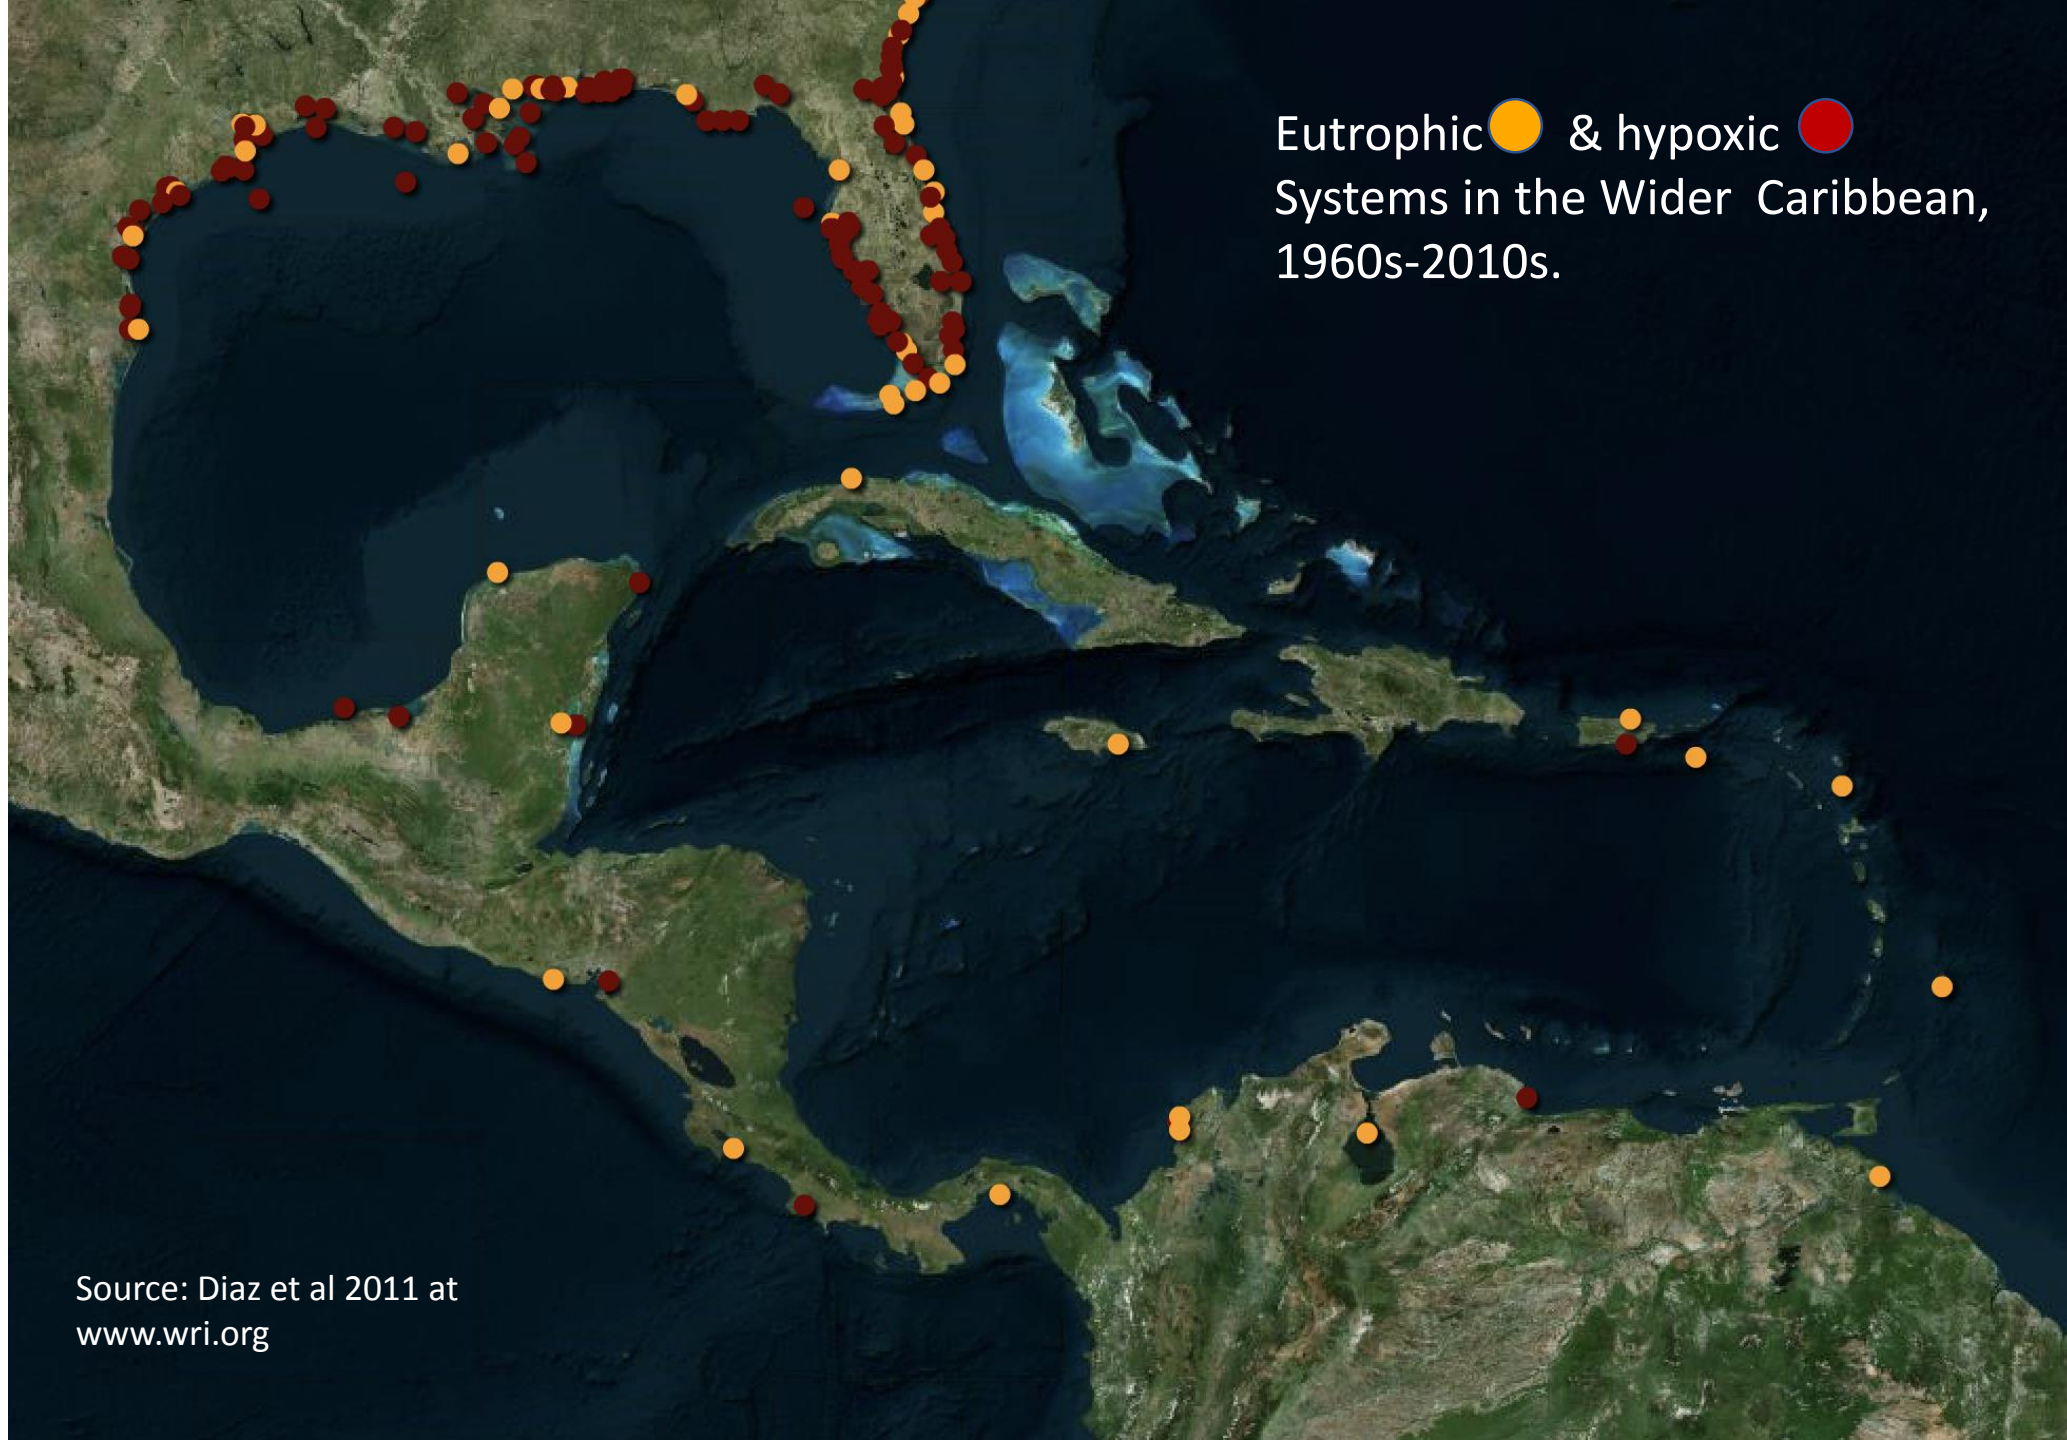 Eutrophic & hypoxic
Systems in the Wider Caribbean,
1960s-2010s.
Source: Diaz et al 2011 at
www.wri.org